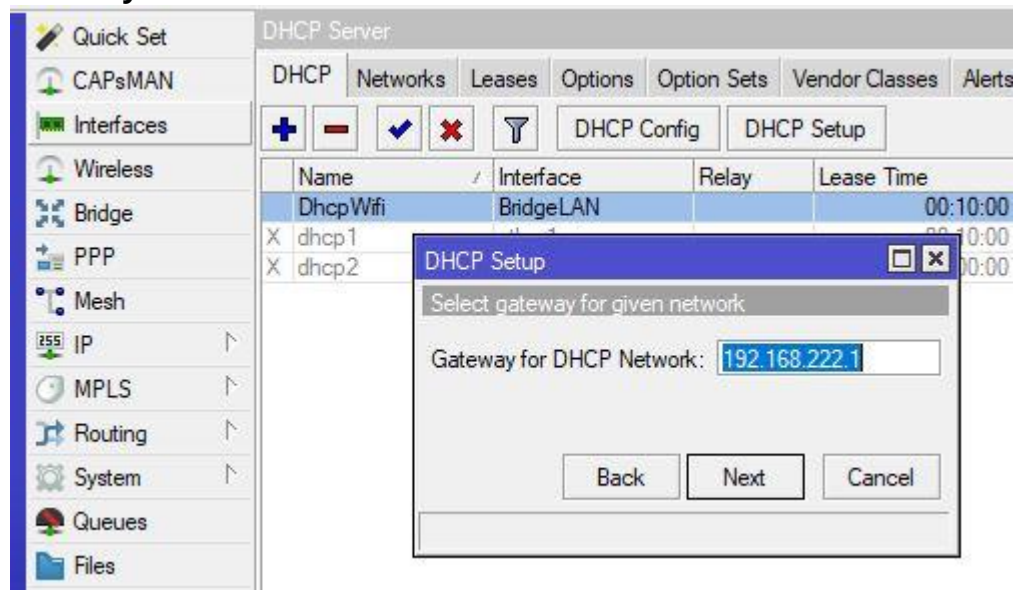 Quick Set
CAPsMAN
Interfaces
Wireless
Bridge
PPP
Mesh
255 IP
MPLS
Routing
System
Queues
Files
DHCP Server
DHCP Networks Leases Options Option Sets Vendor Classes Alerts
DHCP Config DHCP Setup
Name Interface Relay Lease Time
DhcpWifi BridgeLAN 00:10:00
X dhcp1
X dhcp2
DHCP Setup
Select gateway for given network
Gateway for DHCP Network: 192.168.222.1
Back Next Cancel